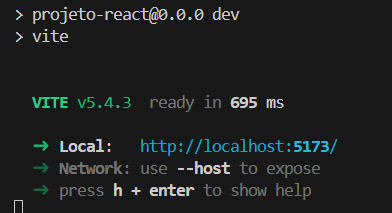 > projeto-react@0.0.0 dev
> vite
VITE v5.4.3 ready in 695 ms
➜ Local: http://localhost:5173/
➜ Network: use --host to expose
➜ press h + enter to show help